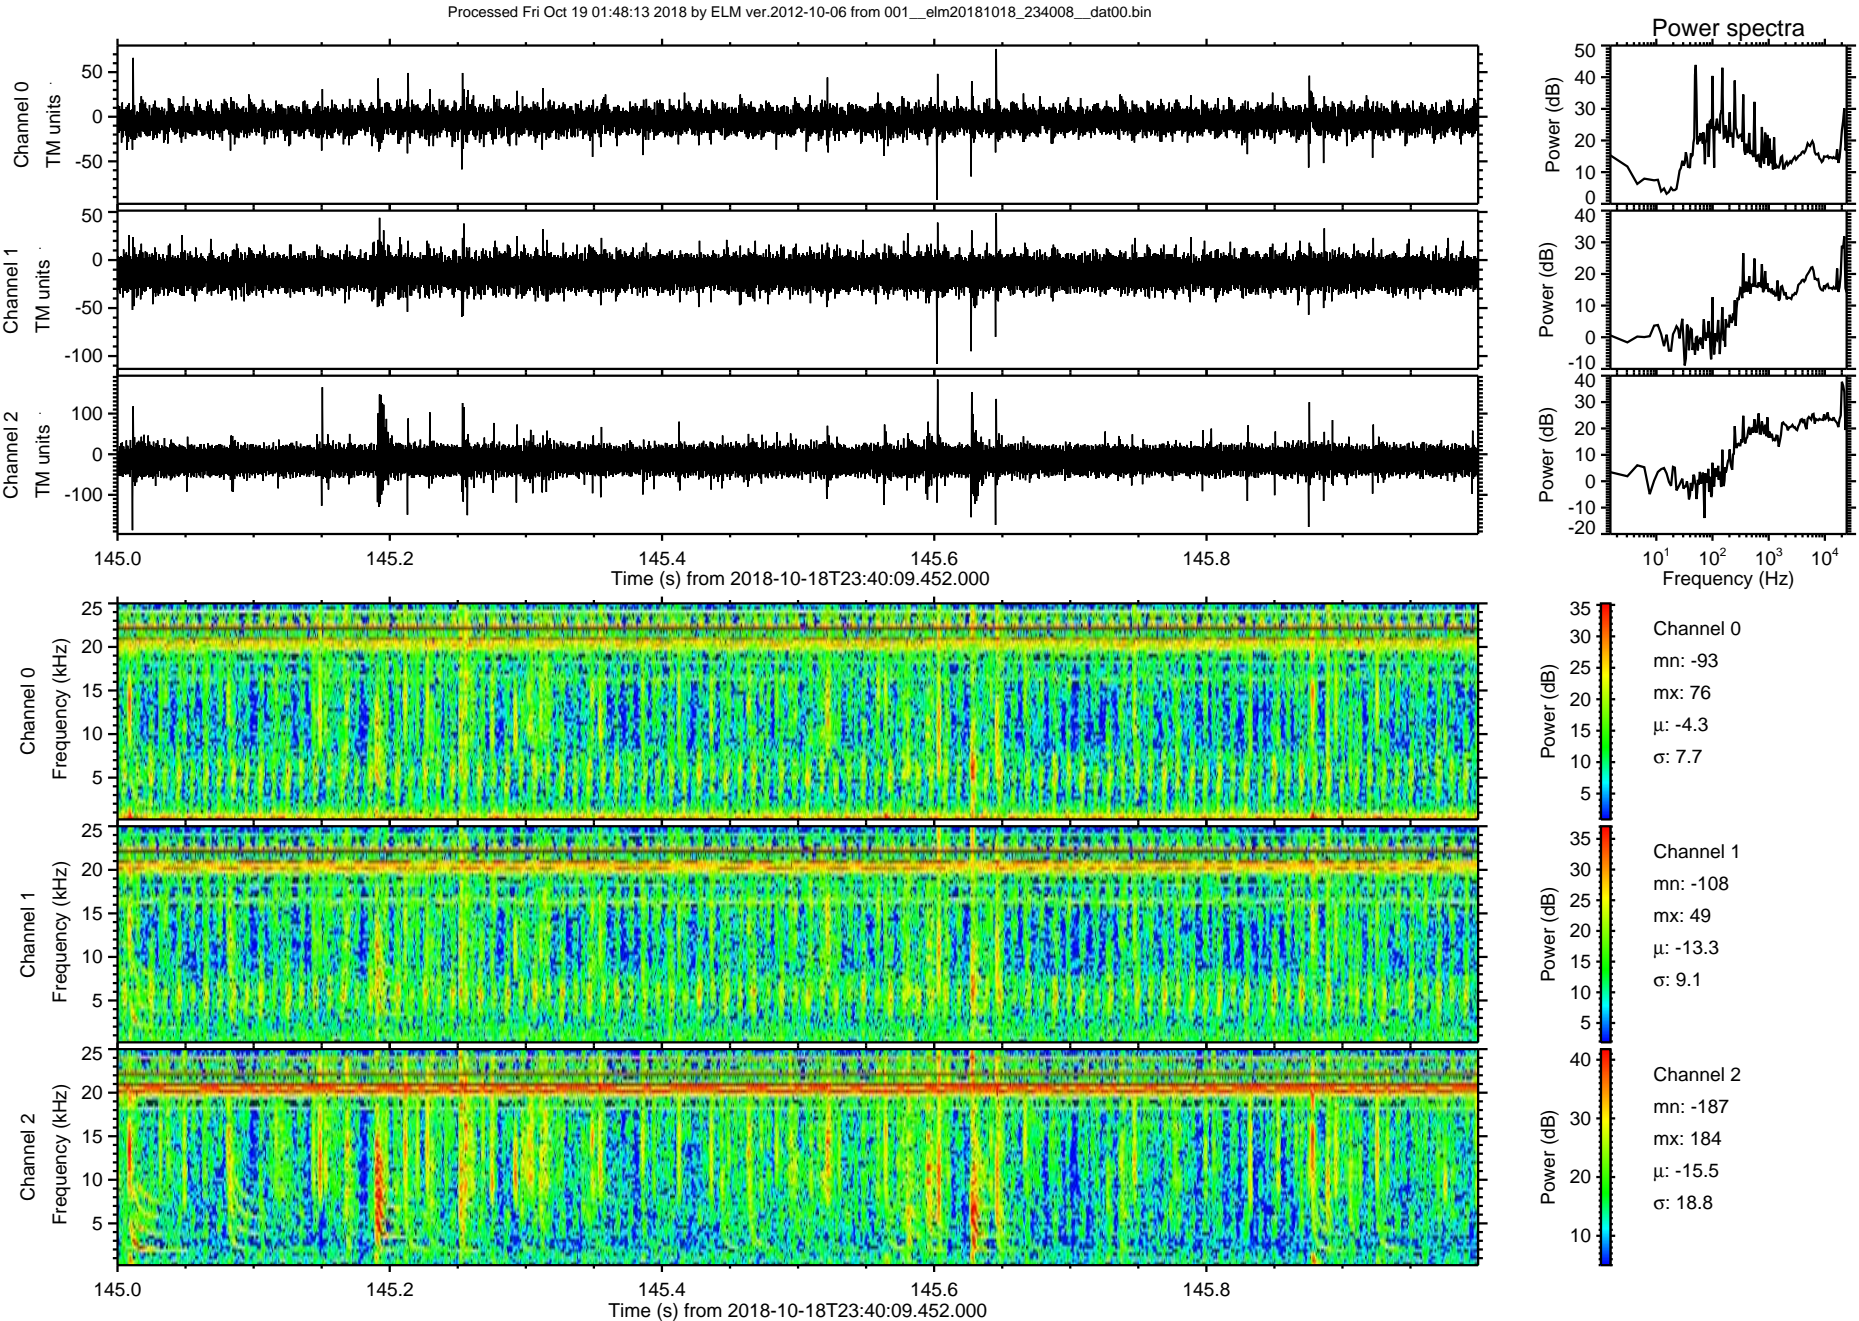 Processed Fri Oct 19 01:48:13 2018 by ELM ver.2012-10-06 from 001__elm20181018_234008__dat00.bin
Power spectra
Channel 0
TM units
50
0
-50
Power (dB)
50
40
30
20
10
0
Channel 1
TM units
50
0
-50
-100
Power (dB)
40
30
20
10
0
-10
Channel 2
TM units
100
0
-100
Power (dB)
40
30
20
10
0
-10
-20
145.0 145.2 145.4 145.6 145.8
Time (s) from 2018-10-18T23:40:09.452.000
10^1 10^2 10^3 10^4
Frequency (Hz)
Channel 0
Frequency (kHz)
25
20
15
10
5
Power (dB)
35
30
25
20
15
10
5
Channel 0
mn: -93
mx: 76
µ: -4.3
σ: 7.7
Channel 1
Frequency (kHz)
25
20
15
10
5
Power (dB)
35
30
25
20
15
10
5
Channel 1
mn: -108
mx: 49
µ: -13.3
σ: 9.1
Channel 2
Frequency (kHz)
25
20
15
10
5
Power (dB)
40
30
20
10
Channel 2
mn: -187
mx: 184
µ: -15.5
σ: 18.8
145.0 145.2 145.4 145.6 145.8
Time (s) from 2018-10-18T23:40:09.452.000